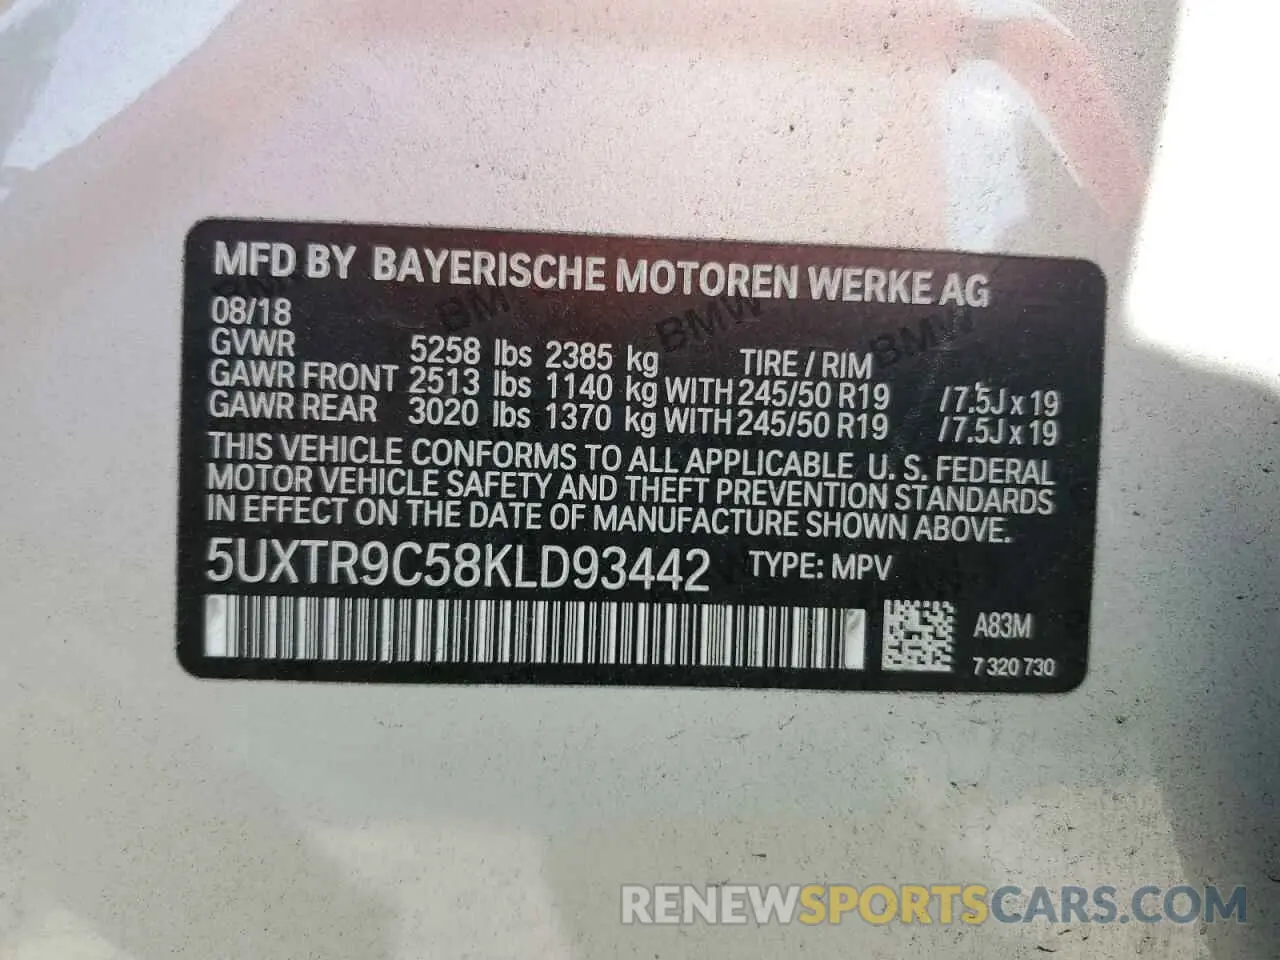 MFD BY BAYERISCHE MOTOREN WERKE AG
08/18
GVWR 5258 lbs 2385 kg TIRE / RIM
GAWR FRONT 2513 lbs 1140 kg WITH 245/50 R19 /7.5J x 19
GAWR REAR 3020 lbs 1370 kg WITH 245/50 R19 /7.5J x 19
THIS VEHICLE CONFORMS TO ALL APPLICABLE U. S. FEDERAL
MOTOR VEHICLE SAFETY AND THEFT PREVENTION STANDARDS
IN EFFECT ON THE DATE OF MANUFACTURE SHOWN ABOVE.
5UXTR9C58KLD93442 TYPE: MPV
A83M
7 320 730
RENEWSPORTSCARS.COM